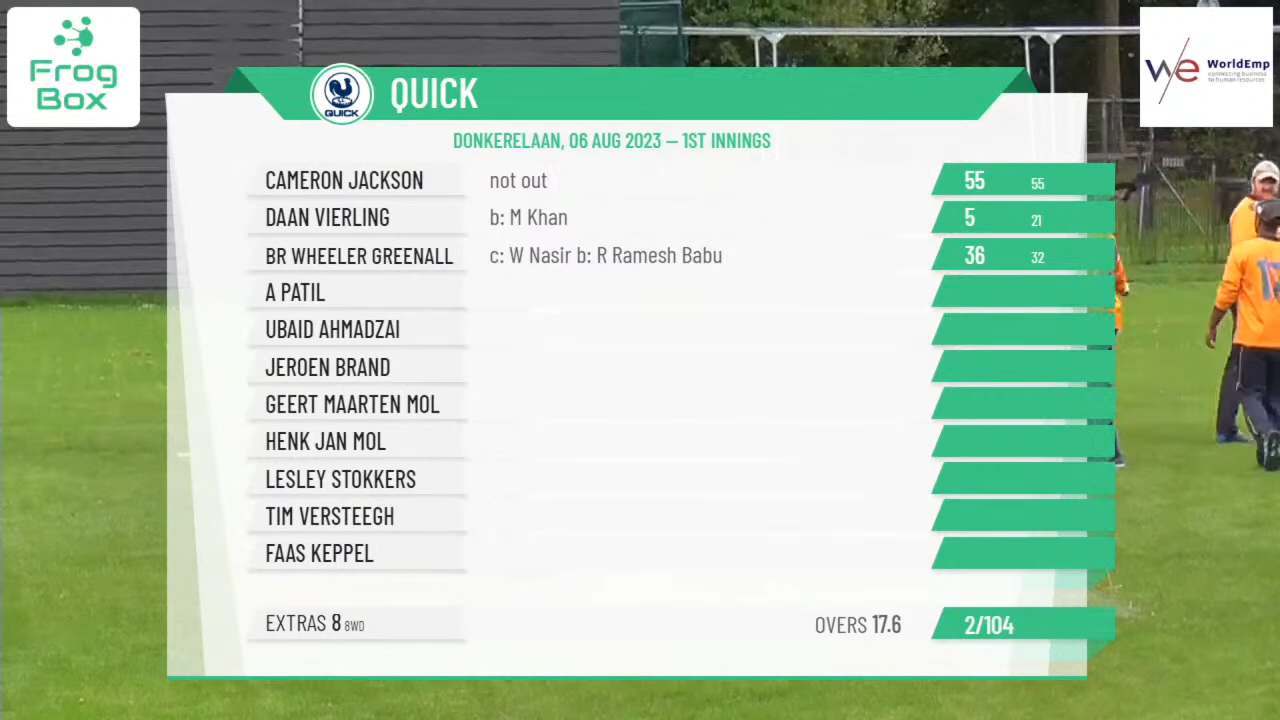 Frog
Box
QUICK
QUICK
WorldEmp
connecting business
to human resources
we
DONKERELAAN, 06 AUG 2023 – 1ST INNINGS
CAMERON JACKSON not out 55 55
DAAN VIERLING b: M Khan 5 21
BR WHEELER GREENALL c: W Nasir b: R Ramesh Babu 36 32
A PATIL
UBAID AHMADZAI
JEROEN BRAND
GEERT MAARTEN MOL
HENK JAN MOL
LESLEY STOKKERS
TIM VERSTEEGH
FAAS KEPPEL
EXTRAS 8 8WD OVERS 17.6 2/104